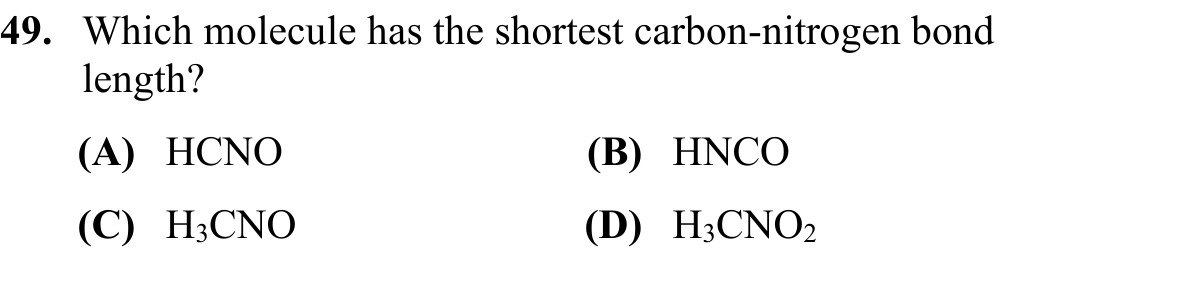 49. Which molecule has the shortest carbon-nitrogen bond
length?
(A) HCNO (B) HNCO
(C) H₃CNO (D) H₃CNO₂